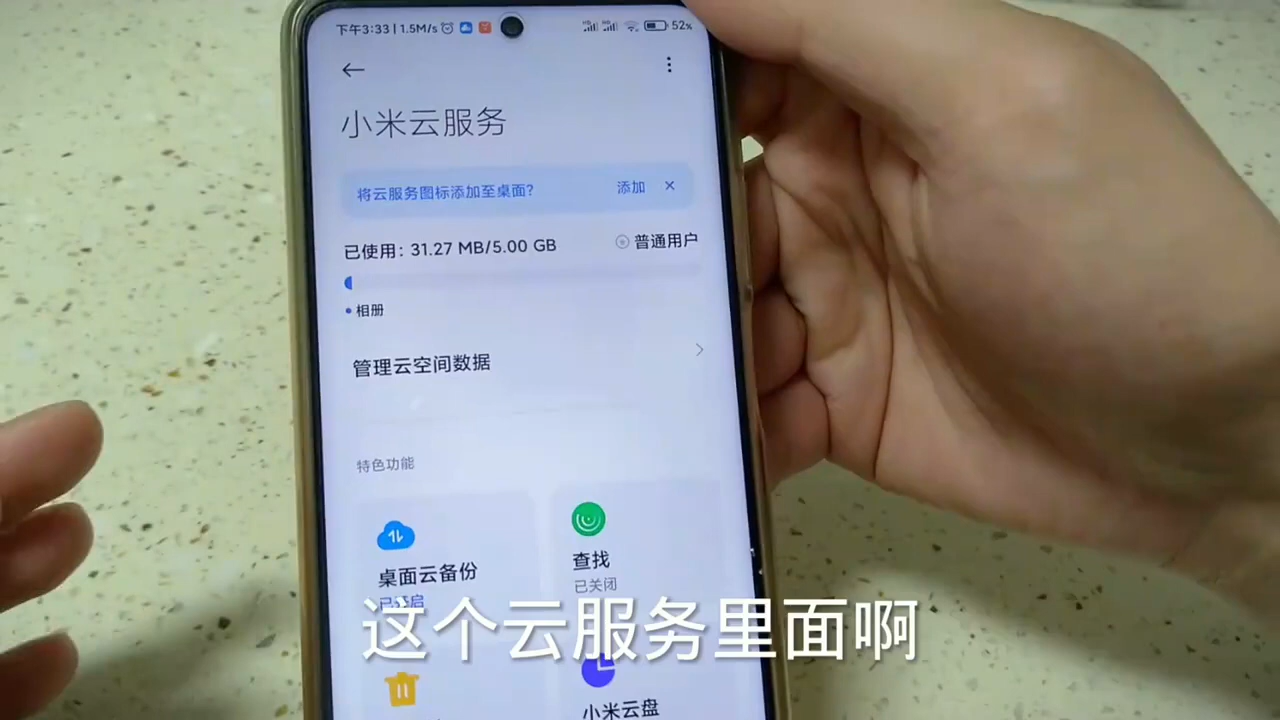 下午3:33 | 1.5M/s
52%
小米云服务
将云服务图标添加至桌面？ 添加 ×
已使用：31.27 MB/5.00 GB 普通用户
相册
管理云空间数据
特色功能
桌面云备份
查找
已关闭
这个云服务里面啊
小米云盘